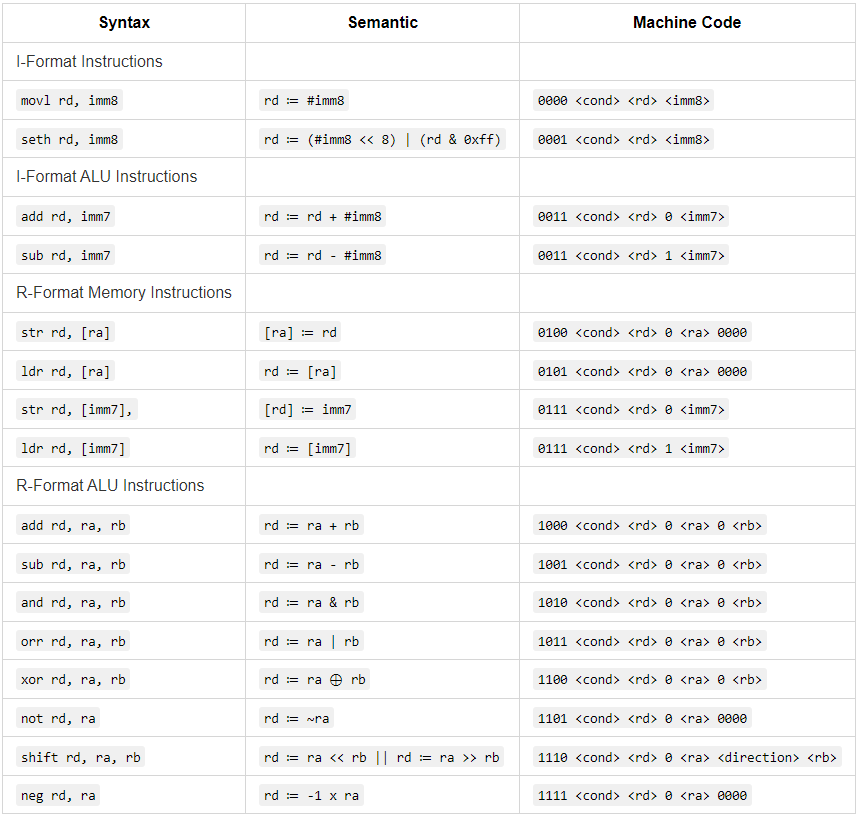 Syntax Semantic Machine Code
I-Format Instructions
movl rd, imm8 rd ≔ #imm8 0000 <cond> <rd> <imm8>
seth rd, imm8 rd ≔ (#imm8 << 8) | (rd & 0xff) 0001 <cond> <rd> <imm8>
I-Format ALU Instructions
add rd, imm7 rd ≔ rd + #imm8 0011 <cond> <rd> 0 <imm7>
sub rd, imm7 rd ≔ rd - #imm8 0011 <cond> <rd> 1 <imm7>
R-Format Memory Instructions
str rd, [ra] [ra] ≔ rd 0100 <cond> <rd> 0 <ra> 0000
ldr rd, [ra] rd ≔ [ra] 0101 <cond> <rd> 0 <ra> 0000
str rd, [imm7], [rd] ≔ imm7 0111 <cond> <rd> 0 <imm7>
ldr rd, [imm7] rd ≔ [imm7] 0111 <cond> <rd> 1 <imm7>
R-Format ALU Instructions
add rd, ra, rb rd ≔ ra + rb 1000 <cond> <rd> 0 <ra> 0 <rb>
sub rd, ra, rb rd ≔ ra - rb 1001 <cond> <rd> 0 <ra> 0 <rb>
and rd, ra, rb rd ≔ ra & rb 1010 <cond> <rd> 0 <ra> 0 <rb>
orr rd, ra, rb rd ≔ ra | rb 1011 <cond> <rd> 0 <ra> 0 <rb>
xor rd, ra, rb rd ≔ ra ⊕ rb 1100 <cond> <rd> 0 <ra> 0 <rb>
not rd, ra rd ≔ ~ra 1101 <cond> <rd> 0 <ra> 0000
shift rd, ra, rb rd ≔ ra << rb || rd ≔ ra >> rb 1110 <cond> <rd> 0 <ra> <direction> <rb>
neg rd, ra rd ≔ -1 x ra 1111 <cond> <rd> 0 <ra> 0000